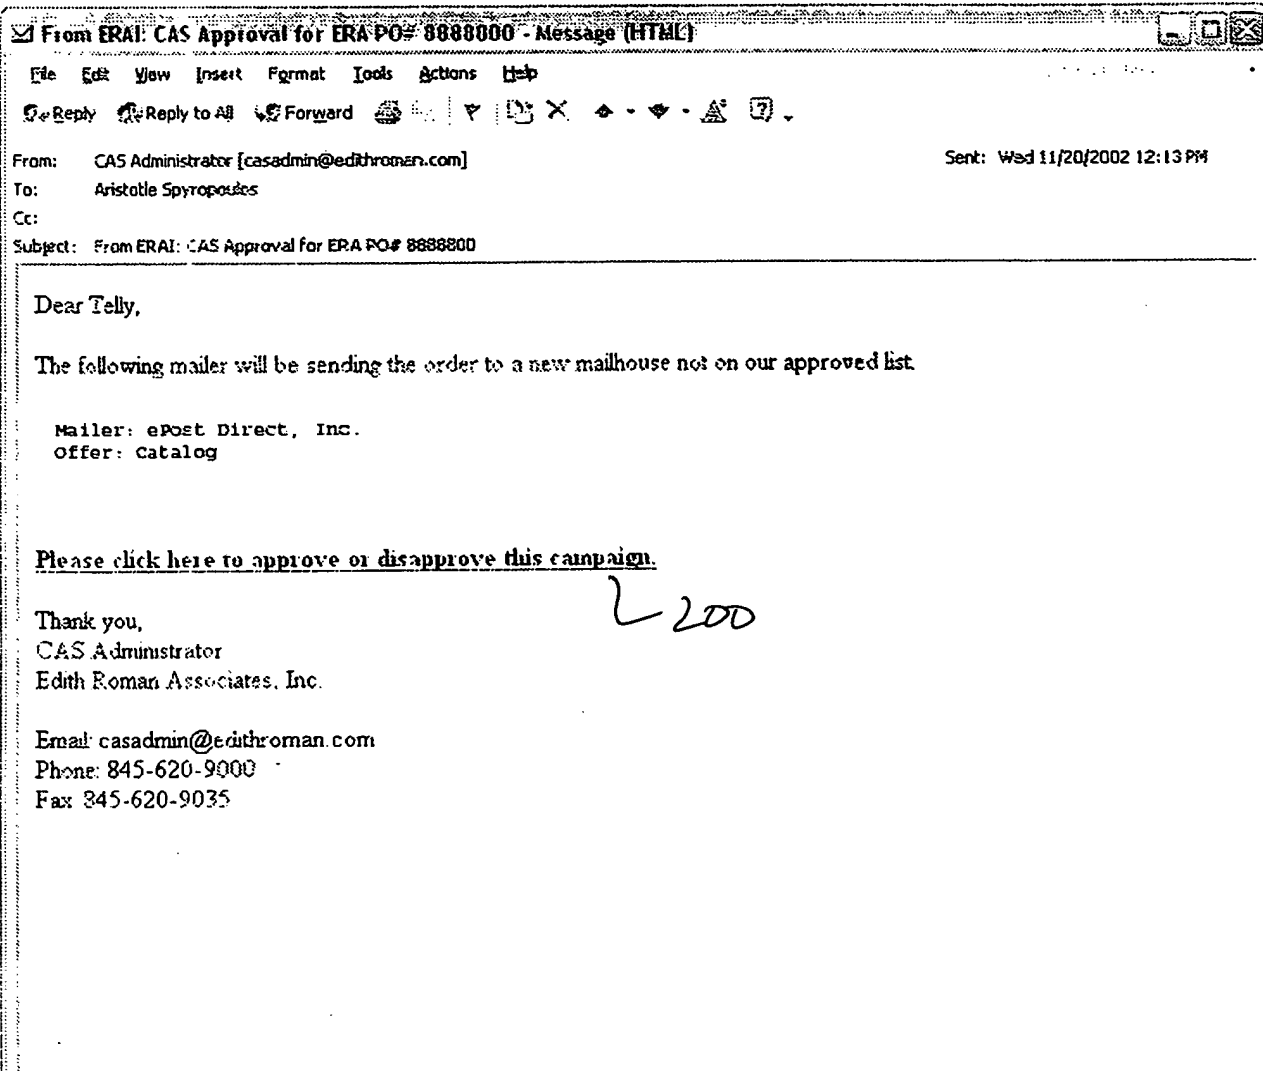 From ERAI: CAS Approval for ERA PO# 8888800 - Message (HTML)
File Edit View Insert Format Tools Actions Help
Reply Reply to All Forward
From: CAS Administrator [casadmin@edithroman.com] Sent: Wed 11/20/2002 12:13 PM
To: Aristotle Spyropoulos
Cc:
Subject: From ERAI: CAS Approval for ERA PO# 8888800
Dear Telly,
The following mailer will be sending the order to a new mailhouse not on our approved list.
Mailer: ePost Direct, Inc.
Offer: Catalog
Please click here to approve or disapprove this campaign.
200
Thank you,
CAS Administrator
Edith Roman Associates, Inc.
Email: casadmin@edithroman.com
Phone: 845-620-9000
Fax 845-620-9035